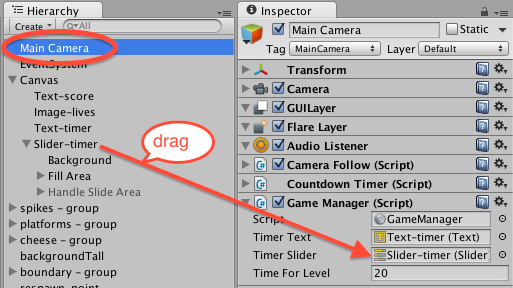 Hierarchy
Create
All
Main Camera
EventSystem
Canvas
Text-score
Image-lives
Text-timer
Slider-timer
Background
Fill Area
Handle Slide Area
spikes - group
platforms - group
cheese - group
backgroundTall
boundary - group
respawn_point
drag
Inspector
Main Camera
Static
Tag MainCamera Layer Default
Transform
Camera
GUILayer
Flare Layer
Audio Listener
Camera Follow (Script)
Countdown Timer (Script)
Game Manager (Script)
Script GameManager
Timer Text Text-timer (Text)
Timer Slider Slider-timer (Slider
Time For Level 20